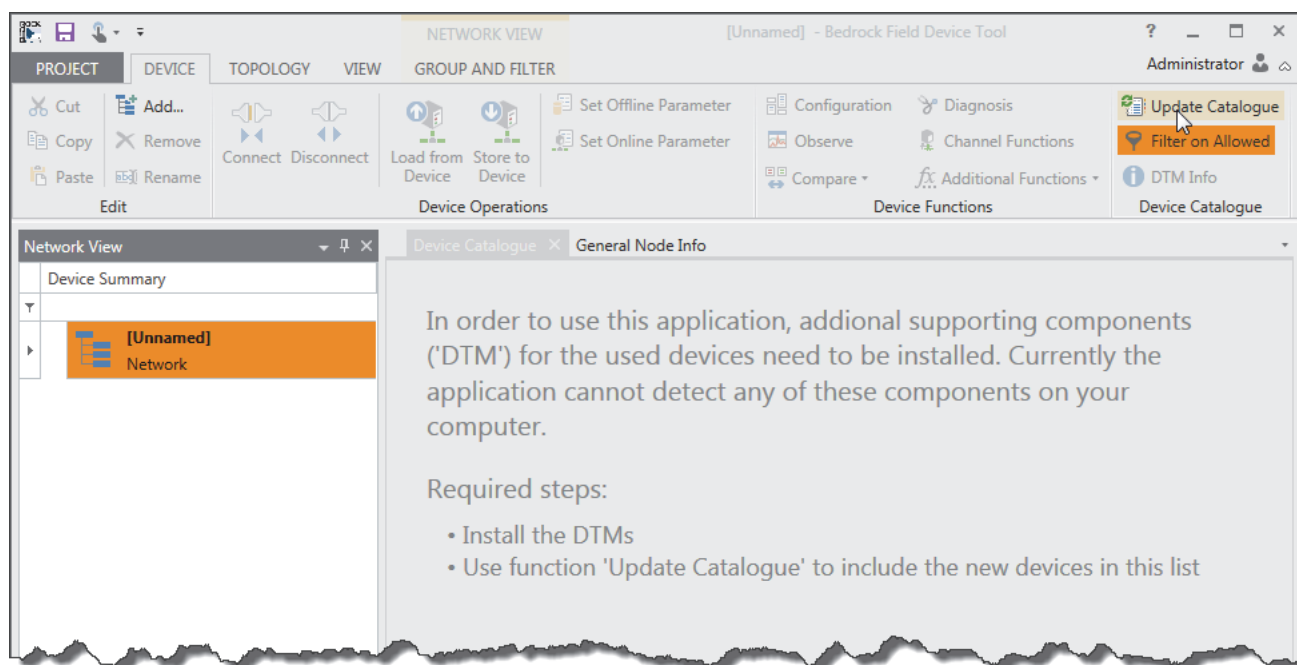 NETWORK VIEW
[Unnamed] - Bedrock Field Device Tool
?
PROJECT
DEVICE
TOPOLOGY
VIEW
GROUP AND FILTER
Administrator
Cut
Copy
Paste
Add...
Remove
Rename
Edit
Connect
Disconnect
Load from
Device
Store to
Device
Set Offline Parameter
Set Online Parameter
Device Operations
Configuration
Observe
Compare
Diagnosis
Channel Functions
fx Additional Functions
Device Functions
Update Catalogue
Filter on Allowed
DTM Info
Device Catalogue
Network View
Device Summary
[Unnamed]
Network
Device Catalogue
General Node Info
In order to use this application, addional supporting components
('DTM') for the used devices need to be installed. Currently the
application cannot detect any of these components on your
computer.
Required steps:
• Install the DTMs
• Use function 'Update Catalogue' to include the new devices in this list